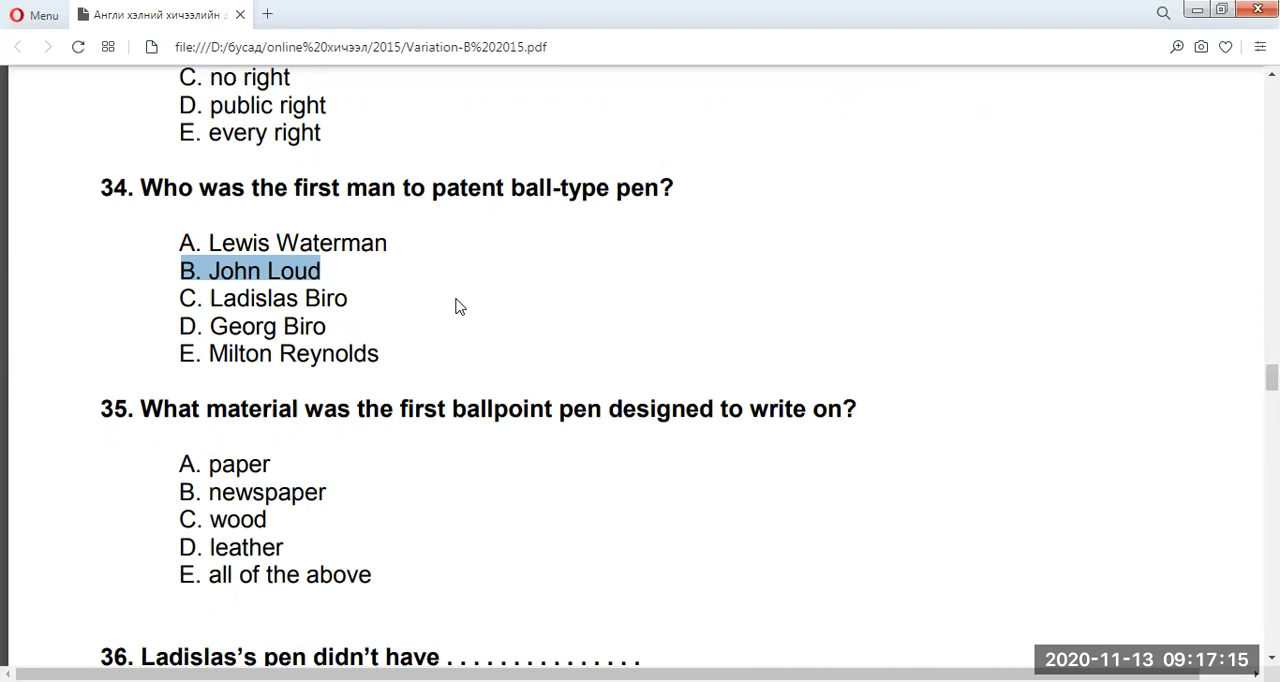 Menu
Англи хэлний хичээлийн
file:///D:/бусад/online%20хичээл/2015/Variation-B%202015.pdf
C. no right
D. public right
E. every right
34. Who was the first man to patent ball-type pen?
A. Lewis Waterman
B. John Loud
C. Ladislas Biro
D. Georg Biro
E. Milton Reynolds
35. What material was the first ballpoint pen designed to write on?
A. paper
B. newspaper
C. wood
D. leather
E. all of the above
36. Ladislas’s pen didn’t have . . . . . . . . . . . . . . .
2020-11-13 09:17:15